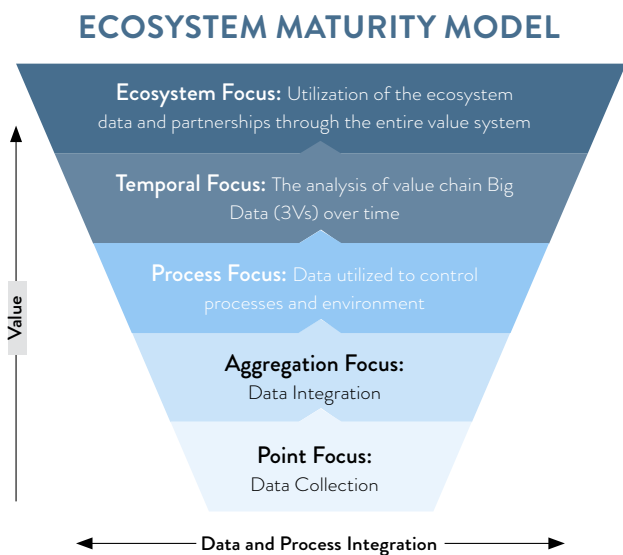 ECOSYSTEM MATURITY MODEL
Ecosystem Focus: Utilization of the ecosystem
data and partnerships through the entire value system
Temporal Focus: The analysis of value chain Big
Data (3Vs) over time
Process Focus: Data utilized to control
processes and environment
Aggregation Focus:
Data Integration
Point Focus:
Data Collection
Value
Data and Process Integration